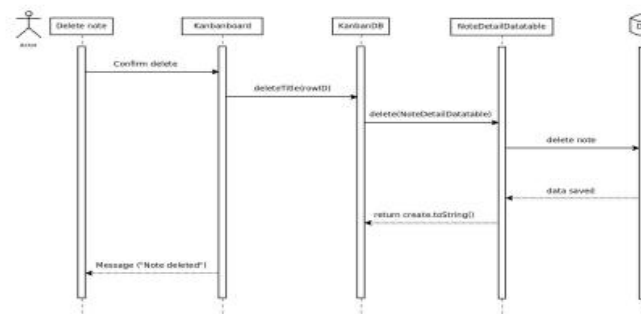 Delete note
Kanbanboard
KanbanDB
NoteDetailDatatable
Actor
Confirm delete
deleteTitle(rowID)
delete(NoteDetailDatatable)
delete note
data saved
return create.toString()
Message ("Note deleted")